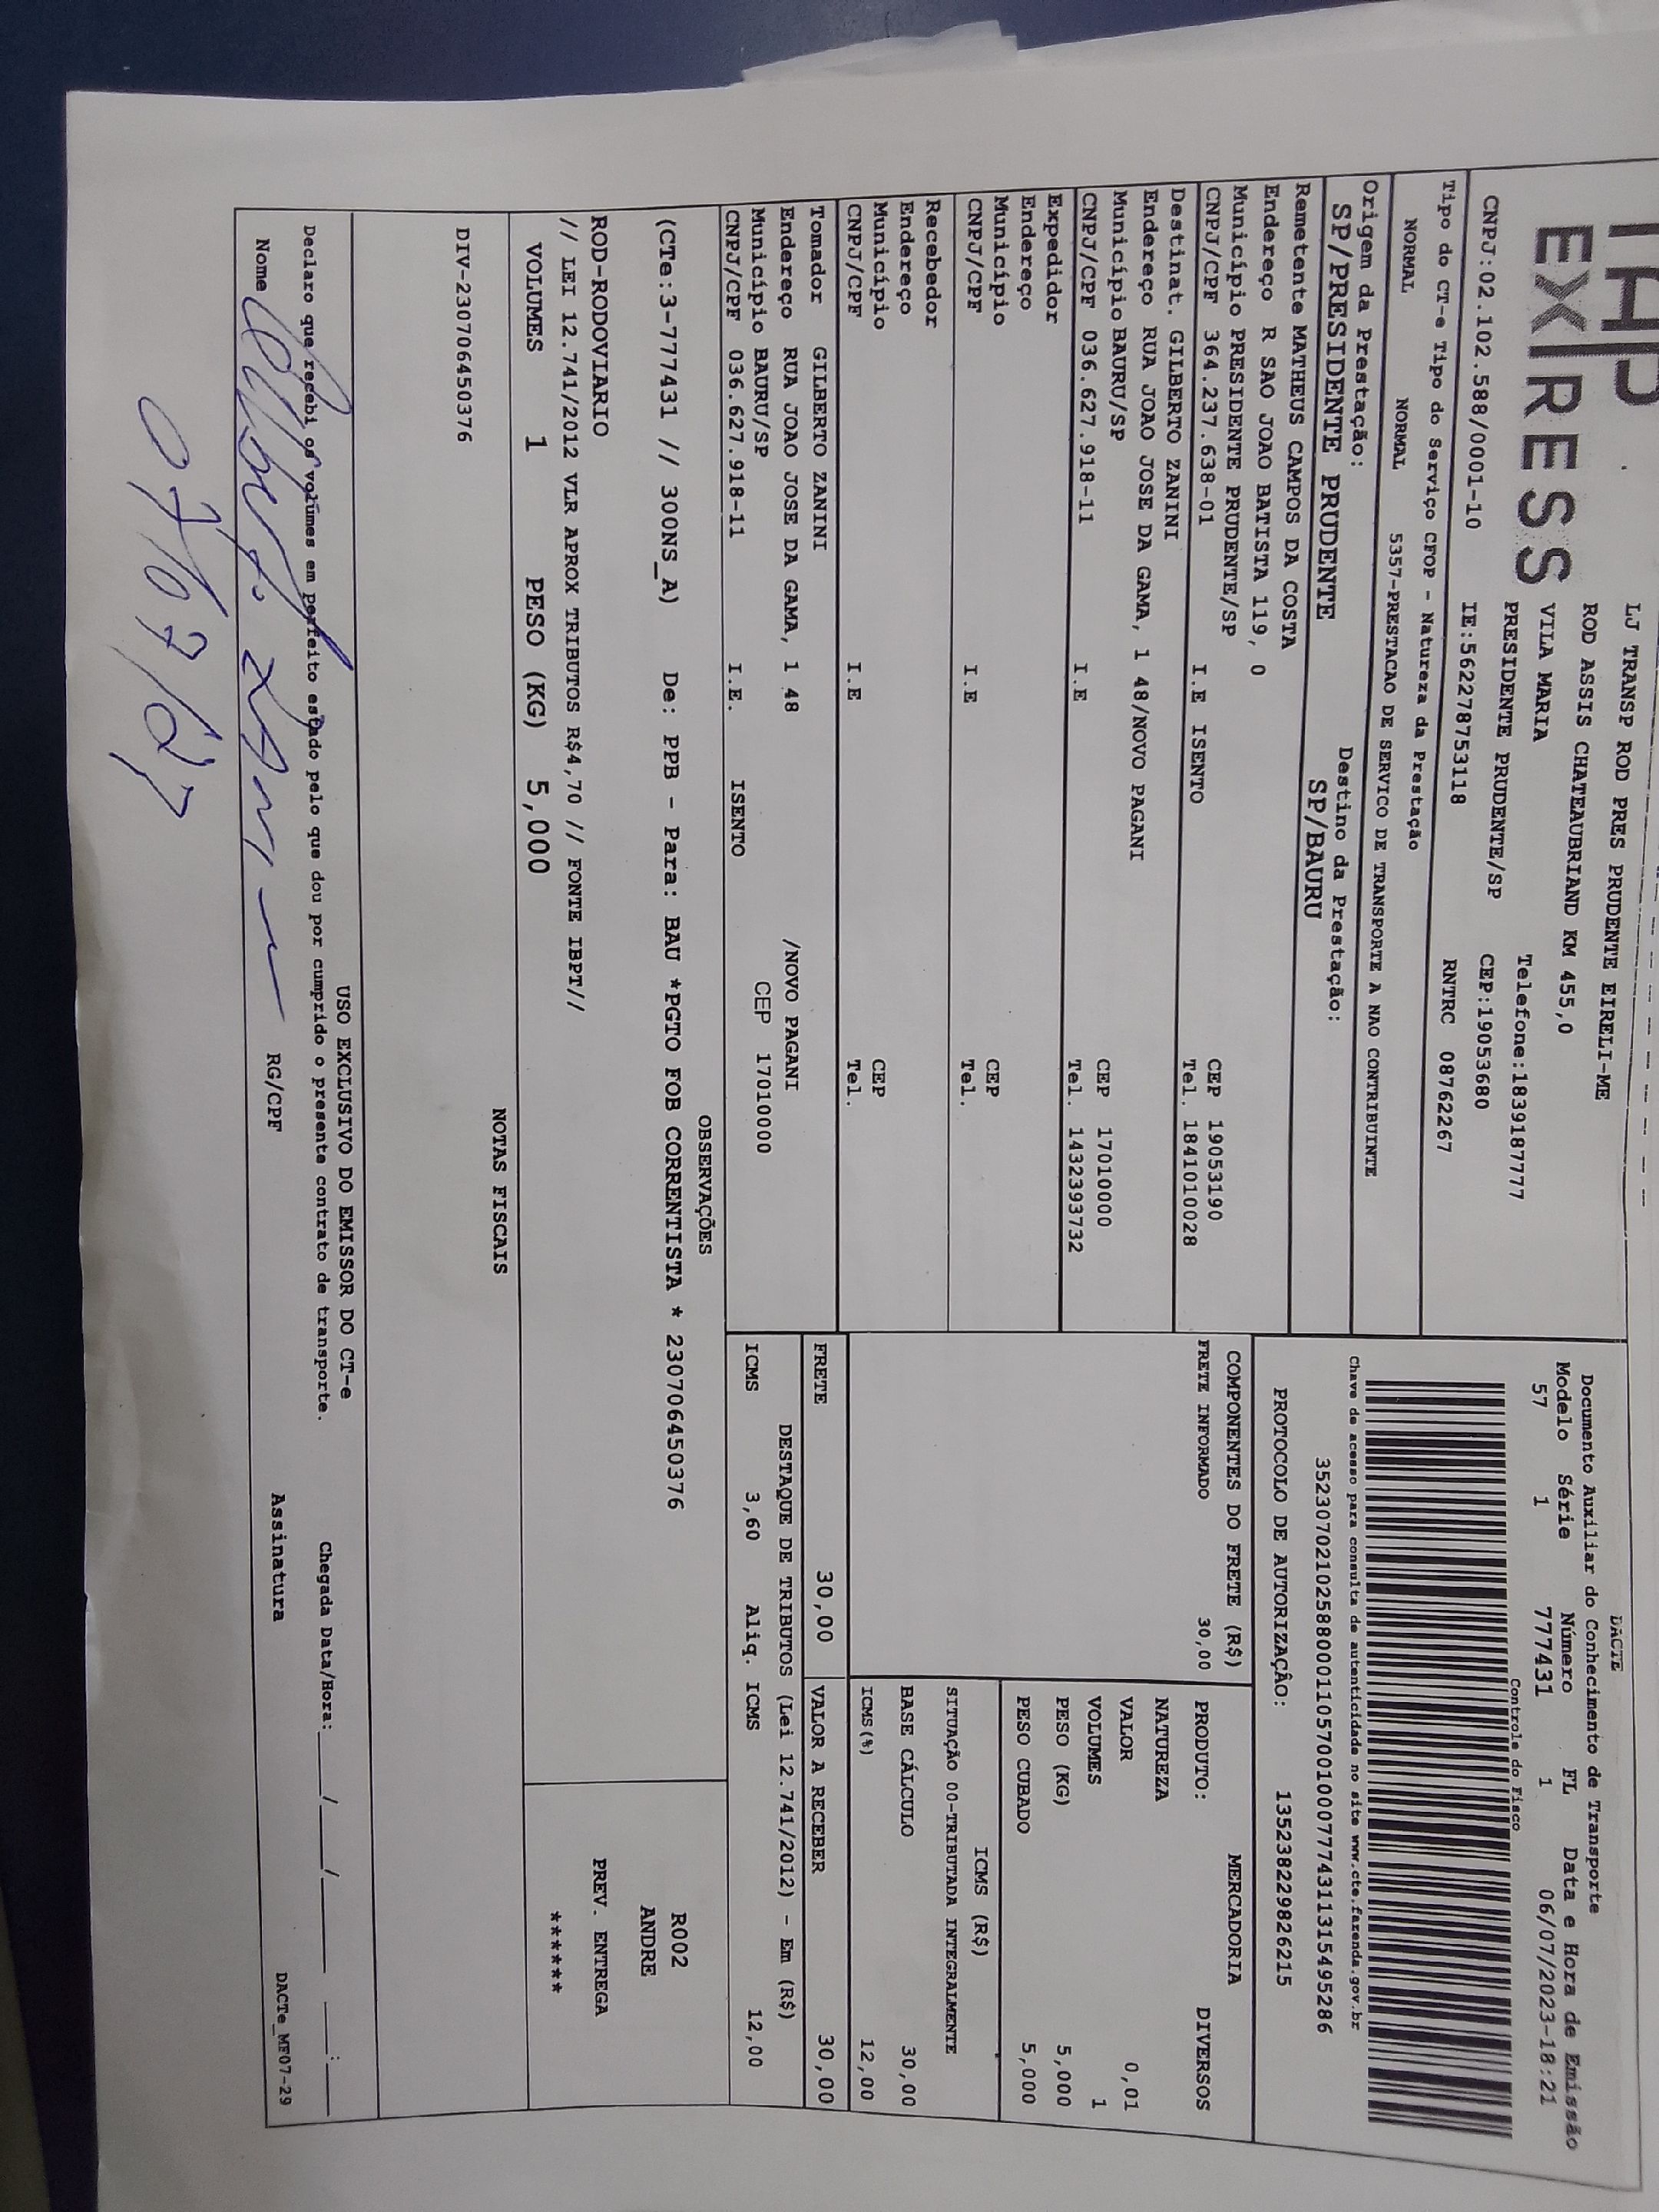 TAP
EXPRESS
LJ TRANSP ROD PRES PRUDENTE EIRELI-ME
ROD ASSIS CHATEAUBRIAND KM 455,0
VILA MARIA Telefone:1839187777
PRESIDENTE PRUDENTE/SP CEP:19053680
CNPJ:02.102.588/0001-10 IE:562278753118 RNTRC 08762267
Tipo do CT-e Tipo do Serviço CFOP - Natureza da Prestação
NORMAL NORMAL 5357-PRESTACAO DE SERVICO DE TRANSPORTE A NAO CONTRIBUINTE
Origem da Prestação: Destino da Prestação:
SP/PRESIDENTE PRUDENTE SP/BAURU
DACTE
Documento Auxiliar do Conhecimento de Transporte
Modelo Série Número FL Data e Hora de Emissão
57 1 777431 1 06/07/2023-18:21
Controle do Fisco
Chave de acesso para consulta de autenticidade no site www.cte.fazenda.gov.br
35230702102588000110570010007774311315495286
PROTOCOLO DE AUTORIZAÇÃO: 135238229826215
Remetente MATHEUS CAMPOS DA COSTA
Endereço R SAO JOAO BATISTA 119, 0
Município PRESIDENTE PRUDENTE/SP CEP 19053190
CNPJ/CPF 364.237.638-01 I.E ISENTO Tel. 1841010028
Destinat. GILBERTO ZANINI
Endereço RUA JOAO JOSE DA GAMA, 1 48/NOVO PAGANI
Município BAURU/SP CEP 17010000
CNPJ/CPF 036.627.918-11 I.E Tel. 1432393732
Expedidor
Endereço
Município CEP
CNPJ/CPF I.E Tel.
Recebedor
Endereço
Município CEP
CNPJ/CPF I.E Tel.
Tomador GILBERTO ZANINI
Endereço RUA JOAO JOSE DA GAMA, 1 48 /NOVO PAGANI
Município BAURU/SP CEP 17010000
CNPJ/CPF 036.627.918-11 I.E. ISENTO
COMPONENTES DO FRETE (R$)
FRETE INFORMADO 30,00
MERCADORIA
PRODUTO: DIVERSOS
NATUREZA
VALOR 0,01
VOLUMES 1
PESO (KG) 5,000
PESO CUBADO 5,000
ICMS (R$)
SITUAÇÃO 00-TRIBUTADA INTEGRALMENTE
BASE CÁLCULO 30,00
ICMS(%) 12,00
FRETE 30,00 VALOR A RECEBER 30,00
DESTAQUE DE TRIBUTOS (Lei 12.741/2012) - Em (R$)
ICMS 3,60 Aliq. ICMS 12,00
OBSERVAÇÕES
(CTe:3-777431 // 300NS_A) De: PPB - Para: BAU *PGTO FOB CORRENTISTA * 230706450376
ROD-RODOVIARIO
// LEI 12.741/2012 VLR APROX TRIBUTOS R$4,70 // FONTE IBPT//
R002
ANDRE
VOLUMES 1 PESO (KG) 5,000
PREV. ENTREGA
******
NOTAS FISCAIS
DIV-230706450376
USO EXCLUSIVO DO EMISSOR DO CT-e
Declaro que recebi os volumes em perfeito estado pelo que dou por cumprido o presente contrato de transporte. Chegada Data/Hora:____/____/______ ___:___
Nome Gilberto Zanini RG/CPF Assinatura
DACTe_MF07-29
07/07/23